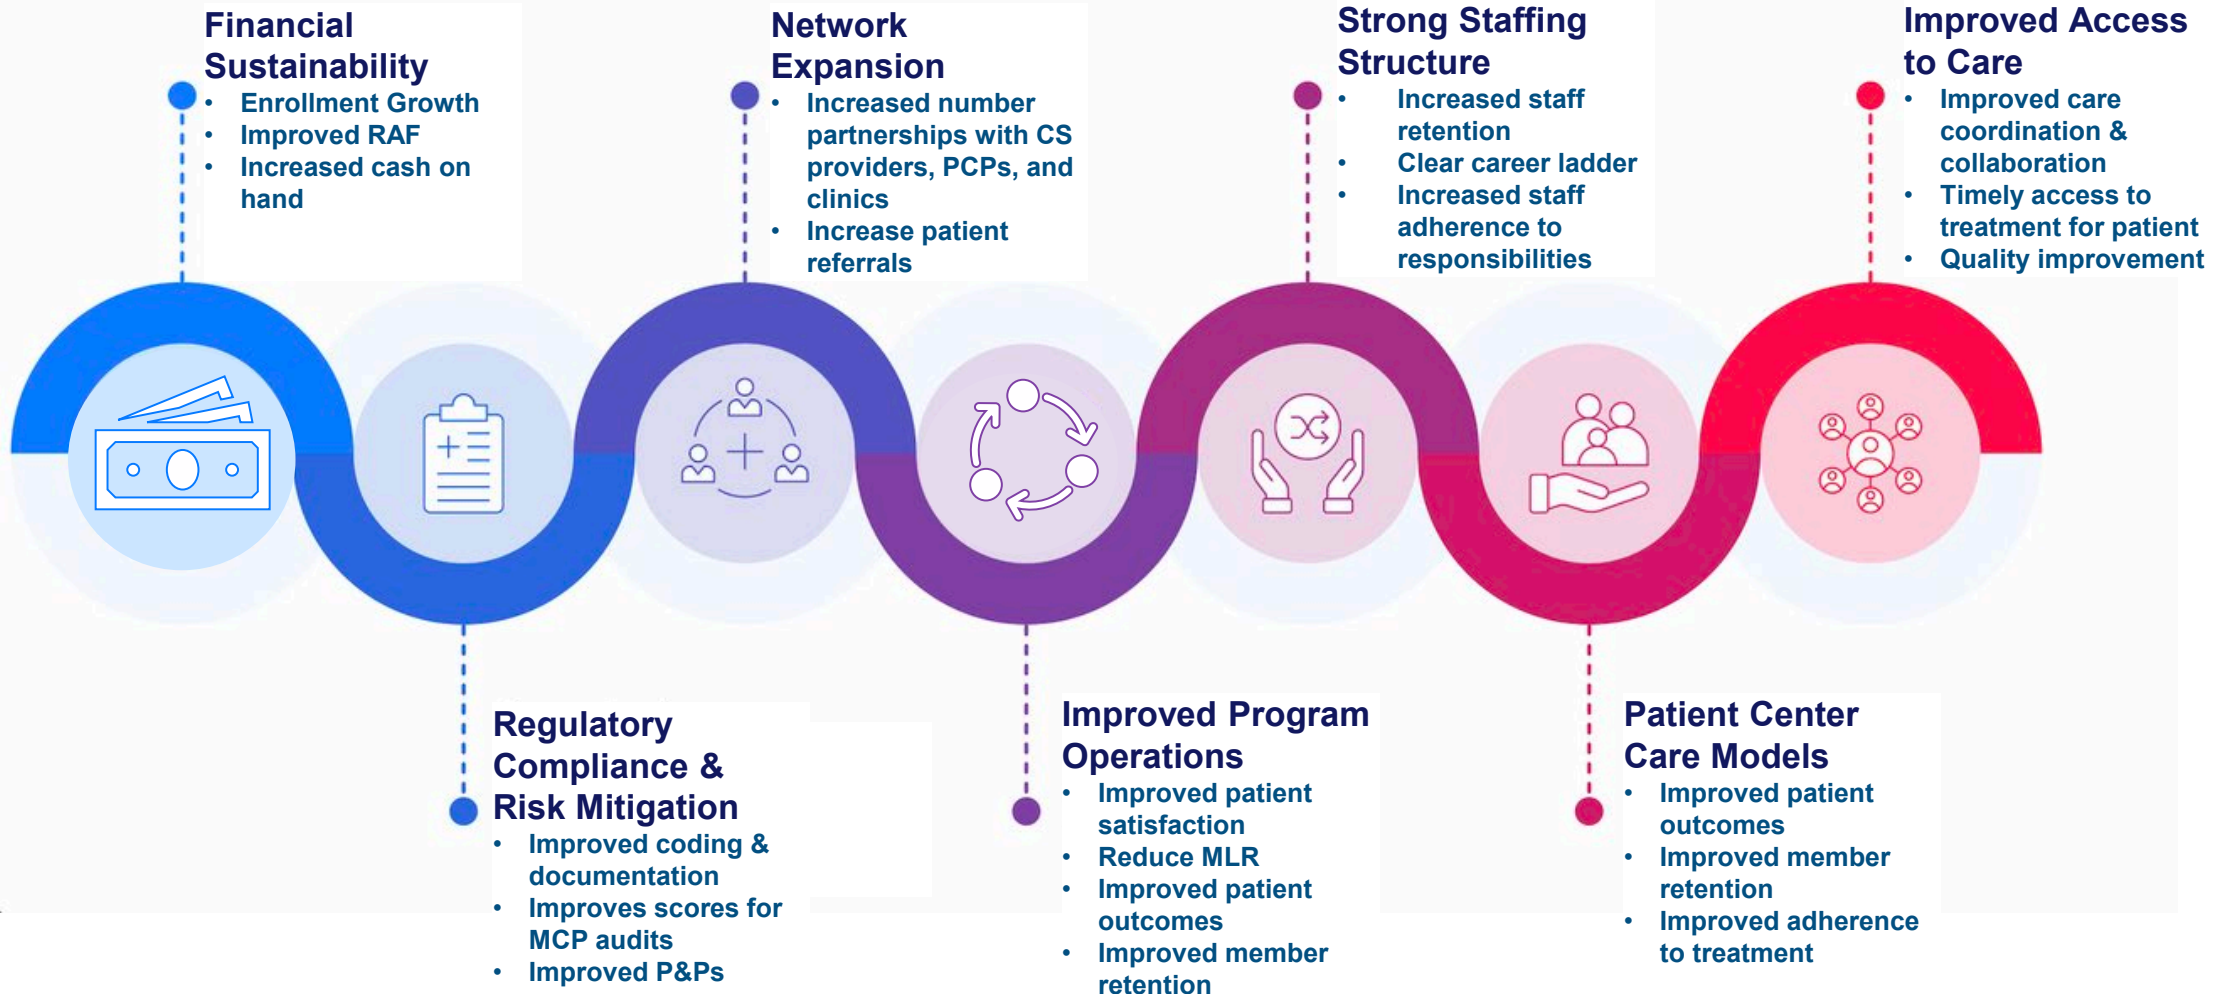 Financial
Sustainability
• Enrollment Growth
• Improved RAF
• Increased cash on
hand
Network
Expansion
• Increased number
partnerships with CS
providers, PCPs, and
clinics
• Increase patient
referrals
Strong Staffing
Structure
• Increased staff
retention
• Clear career ladder
• Increased staff
adherence to
responsibilities
Improved Access
to Care
• Improved care
coordination &
collaboration
• Timely access to
treatment for patient
• Quality improvement
Regulatory
Compliance &
Risk Mitigation
• Improved coding &
documentation
• Improves scores for
MCP audits
• Improved P&Ps
Improved Program
Operations
• Improved patient
satisfaction
• Reduce MLR
• Improved patient
outcomes
• Improved member
retention
Patient Center
Care Models
• Improved patient
outcomes
• Improved member
retention
• Improved adherence
to treatment